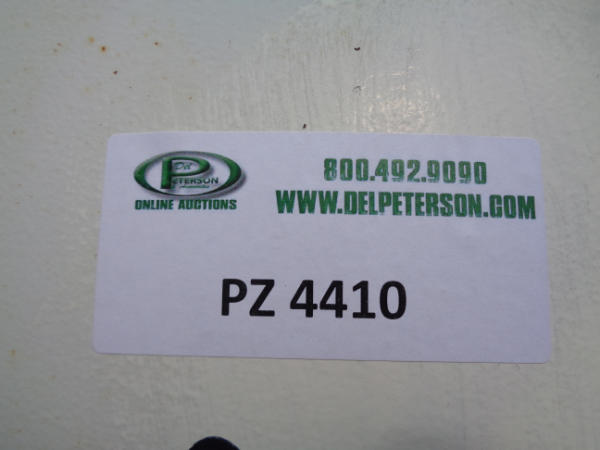 Del
PETERSON
ONLINE AUCTIONS
800.492.9090
WWW.DELPETERSON.COM
PZ 4410